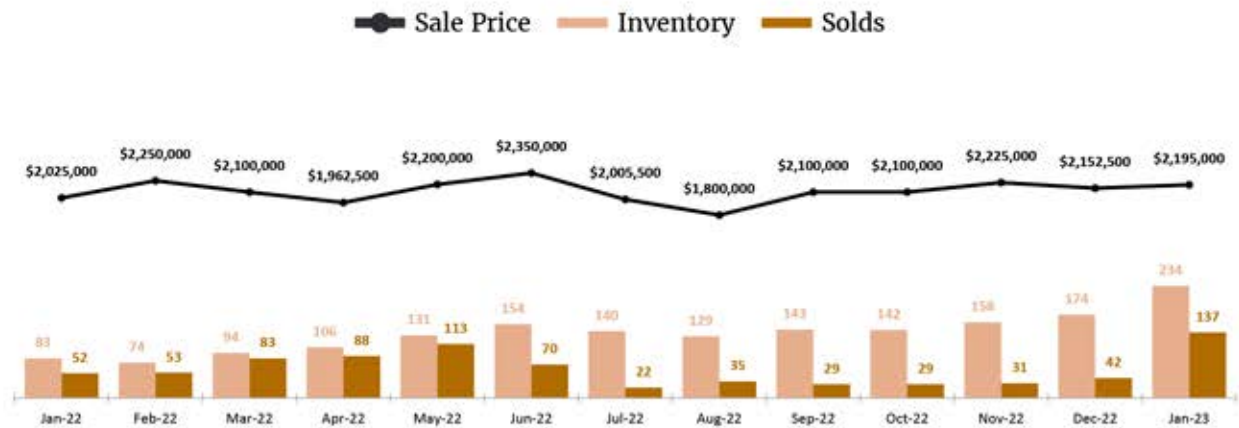 Sale Price Inventory Solds
$2,025,000 $2,250,000 $2,100,000 $1,962,500 $2,200,000 $2,350,000 $2,005,500 $1,800,000 $2,100,000 $2,100,000 $2,225,000 $2,152,500 $2,195,000
83 52 74 53 94 83 106 88 131 113 154 70 140 22 129 35 143 29 142 29 158 31 174 42 234 137
Jan-22 Feb-22 Mar-22 Apr-22 May-22 Jun-22 Jul-22 Aug-22 Sep-22 Oct-22 Nov-22 Dec-22 Jan-23